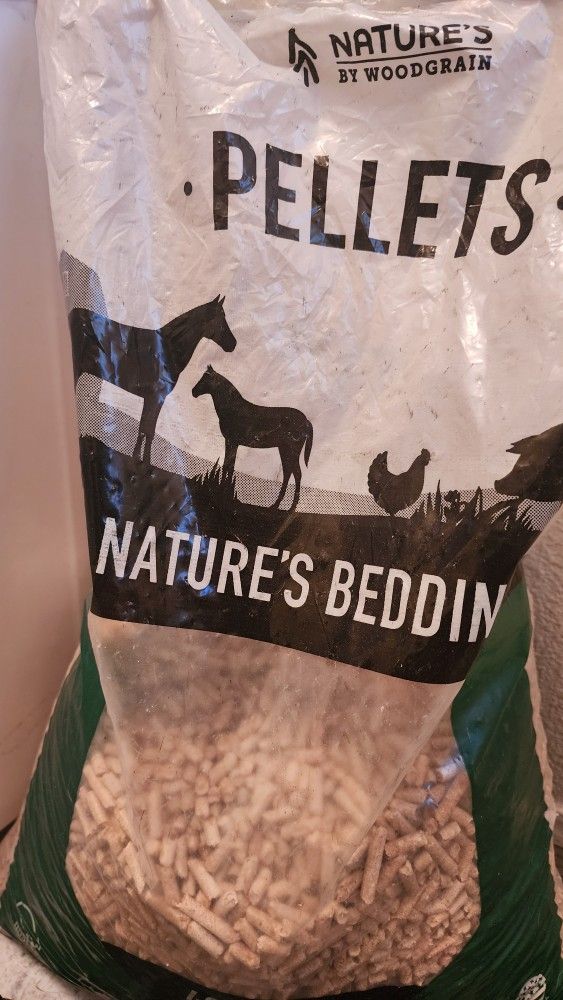 NATURE'S
BY WOODGRAIN
· PELLETS ·
NATURE'S BEDDIN